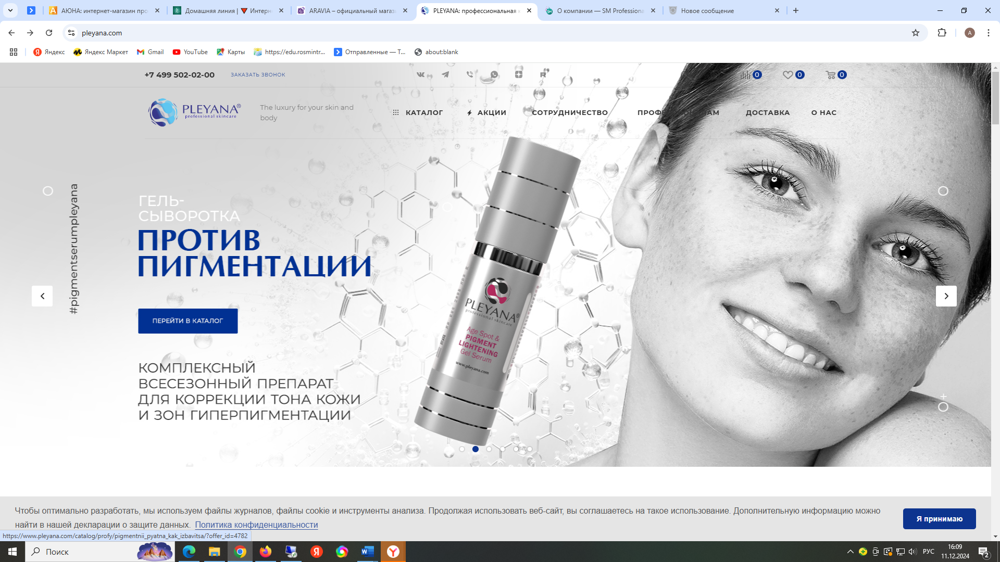 АЮНА: интернет-магазин про
Домашняя линия |
Интерн
ARAVIA – официальный магаз
PLEYANA: профессиональная
О компании — SM Professiona
Новое сообщение
pleyana.com
A
Яндекс
Яндекс Маркет
Gmail
YouTube
Карты
https://edu.rosmintr...
Отправленные — Т...
about:blank
+7 499 502-02-00
ЗАКАЗАТЬ ЗВОНОК
0
0
0
PLEYANA®
professional skincare
The luxury for your skin and
body
КАТАЛОГ
АКЦИИ
СОТРУДНИЧЕСТВО
ДОСТАВКА
О НАС
#pigmentserumpleyana
ГЕЛЬ-
СЫВОРОТКА
ПРОТИВ
ПИГМЕНТАЦИИ
ПЕРЕЙТИ В КАТАЛОГ
КОМПЛЕКСНЫЙ
ВСЕСЕЗОННЫЙ ПРЕПАРАТ
ДЛЯ КОРРЕКЦИИ ТОНА КОЖИ
И ЗОН ГИПЕРПИГМЕНТАЦИИ
PLEYANA®
professional skincare
Age Spot &
PIGMENT
LIGHTENING
Gel Serum
www.pleyana.com
Чтобы оптимально разработать, мы используем файлы журналов, файлы cookie и инструменты анализа. Продолжая использовать веб-сайт, вы соглашаетесь на такое использование. Дополнительную информацию можно
найти в нашей декларации о защите данных. Политика конфиденциальности
Я принимаю
https://www.pleyana.com/catalog/profy/pigmentnii_pyatna_kak_izbavitsa/?offer_id=4782
Поиск
РУС
16:09
11.12.2024
2